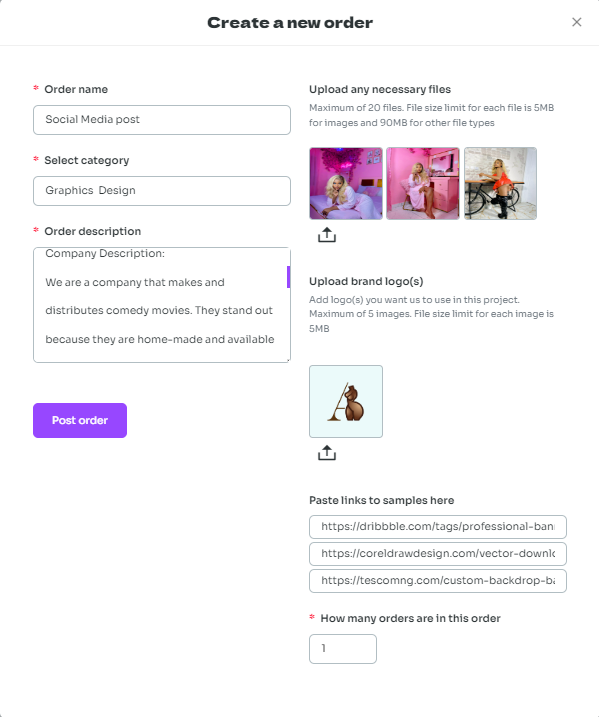 Create a new order
* Order name
Social Media post
* Select category
Graphics Design
* Order description
Company Description:
We are a company that makes and
distributes comedy movies. They stand out
because they are home-made and available
Post order
Upload any necessary files
Maximum of 20 files. File size limit for each file is 5MB
for images and 90MB for other file types
Upload brand logo(s)
Add logo(s) you want us to use in this project.
Maximum of 5 images. File size limit for each image is
5MB
Paste links to samples here
https://dribbble.com/tags/professional-ban
https://coreldrawdesign.com/vector-downlo
https://tescomng.com/custom-backdrop-ba
* How many orders are in this order
1